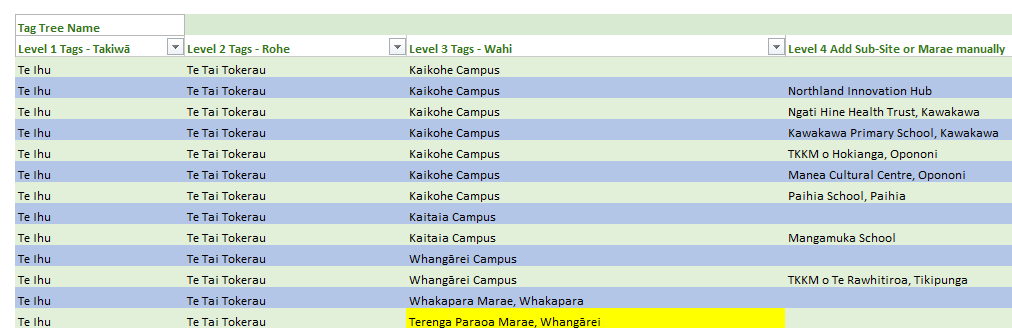 Tag Tree Name
Level 1 Tags - Takiwā Level 2 Tags - Rohe Level 3 Tags - Wahi Level 4 Add Sub-Site or Marae manually
Te Ihu Te Tai Tokerau Kaikohe Campus
Te Ihu Te Tai Tokerau Kaikohe Campus Northland Innovation Hub
Te Ihu Te Tai Tokerau Kaikohe Campus Ngati Hine Health Trust, Kawakawa
Te Ihu Te Tai Tokerau Kaikohe Campus Kawakawa Primary School, Kawakawa
Te Ihu Te Tai Tokerau Kaikohe Campus TKKM o Hokianga, Opononi
Te Ihu Te Tai Tokerau Kaikohe Campus Manea Cultural Centre, Opononi
Te Ihu Te Tai Tokerau Kaikohe Campus Paihia School, Paihia
Te Ihu Te Tai Tokerau Kaitaia Campus
Te Ihu Te Tai Tokerau Kaitaia Campus Mangamuka School
Te Ihu Te Tai Tokerau Whangārei Campus
Te Ihu Te Tai Tokerau Whangārei Campus TKKM o Te Rawhitiroa, Tikipunga
Te Ihu Te Tai Tokerau Whakapara Marae, Whakapara
Te Ihu Te Tai Tokerau Terenga Paraoa Marae, Whangārei